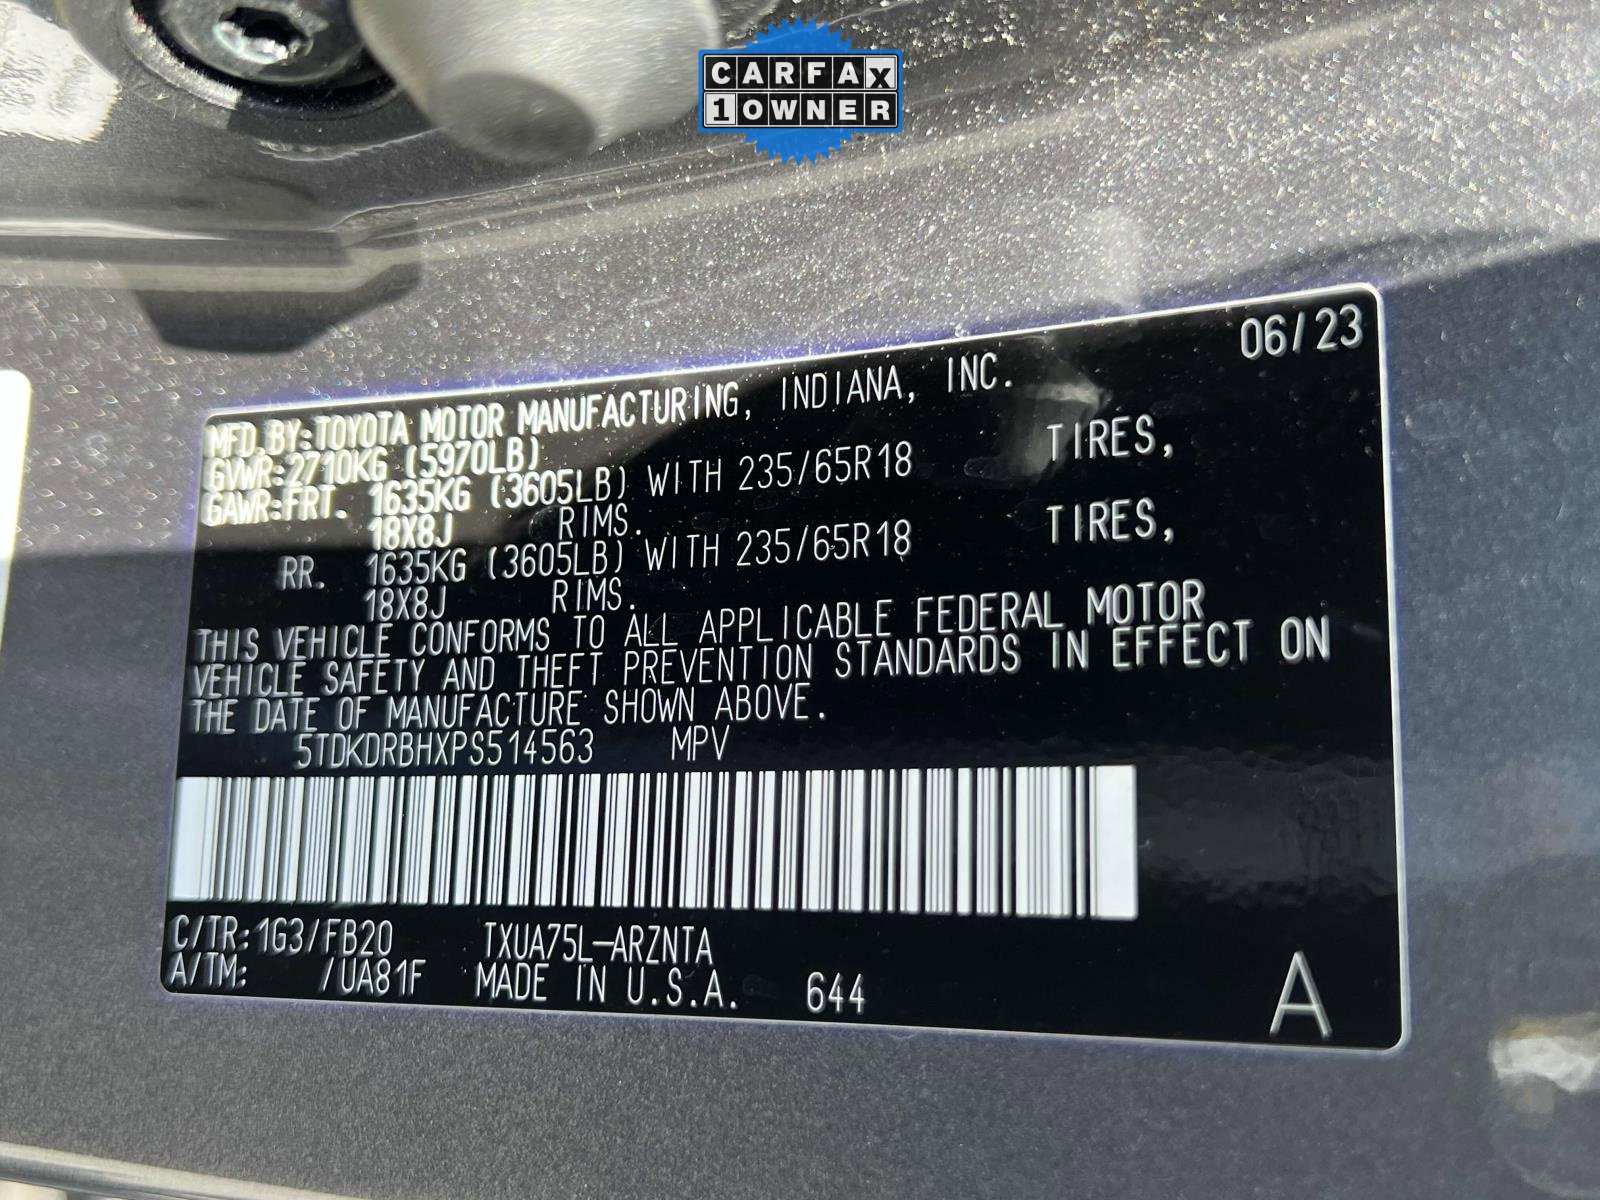 CARFAX
1 OWNER
06/23
MFD.BY:TOYOTA MOTOR MANUFACTURING, INDIANA, INC.
GVWR:2710KG (5970LB)
GAWR:FRT. 1635KG (3605LB) WITH 235/65R18 TIRES,
18X8J RIMS.
RR. 1635KG (3605LB) WITH 235/65R18 TIRES,
18X8J RIMS.
THIS VEHICLE CONFORMS TO ALL APPLICABLE FEDERAL MOTOR
VEHICLE SAFETY AND THEFT PREVENTION STANDARDS IN EFFECT ON
THE DATE OF MANUFACTURE SHOWN ABOVE.
5TDKDRBHXPS514563 MPV
C/TR:1G3/FB20 TXUA75L-ARZNTA
A/TM: /UA81F MADE IN U.S.A. 644
A